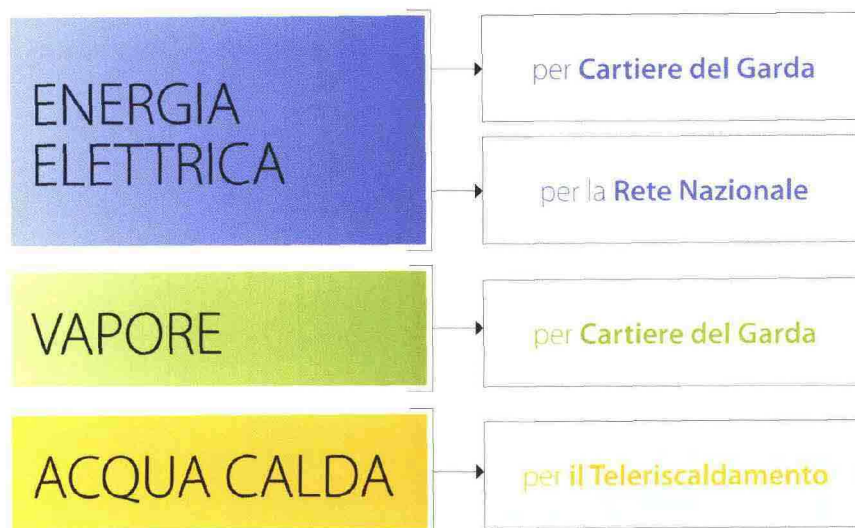 ENERGIA
ELETTRICA
per Cartiere del Garda
per la Rete Nazionale
VAPORE
per Cartiere del Garda
ACQUA CALDA
per il Teleriscaldamento